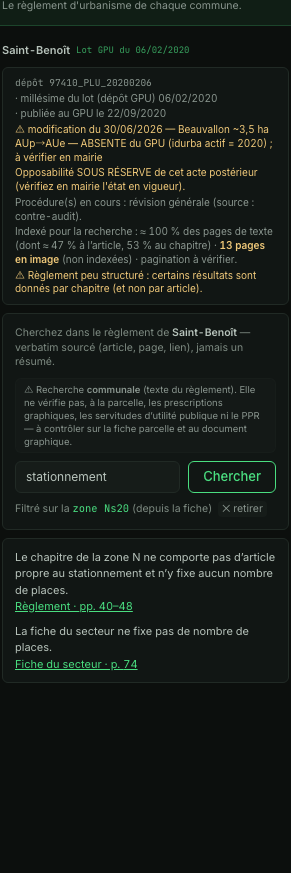 Le règlement d'urbanisme de chaque commune.
Saint-Benoît Lot GPU du 06/02/2020
dépôt 97410_PLU_20200206
· millésime du lot (dépôt GPU) 06/02/2020
· publiée au GPU le 22/09/2020
⚠ modification du 30/06/2026 — Beauvallon ~3,5 ha
AUp→AUe — ABSENTE du GPU (idurba actif = 2020) ;
à vérifier en mairie
Opposabilité SOUS RÉSERVE de cet acte postérieur
(vérifiez en mairie l'état en vigueur).
Procédure(s) en cours : révision générale (source :
contre-audit).
Indexé pour la recherche : ≈ 100 % des pages de texte
(dont ≈ 47 % à l'article, 53 % au chapitre) · 13 pages
en image (non indexées) · pagination à vérifier.
⚠ Règlement peu structuré : certains résultats sont
donnés par chapitre (et non par article).
Cherchez dans le règlement de Saint-Benoît —
verbatim sourcé (article, page, lien), jamais un
résumé.
⚠ Recherche communale (texte du règlement). Elle
ne vérifie pas, à la parcelle, les prescriptions
graphiques, les servitudes d'utilité publique ni le PPR
— à contrôler sur la fiche parcelle et au document
graphique.
stationnement
Chercher
Filtré sur la zone Ns20 (depuis la fiche) ✕ retirer
Le chapitre de la zone N ne comporte pas d'article
propre au stationnement et n'y fixe aucun nombre
de places.
Règlement · pp. 40–48
La fiche du secteur ne fixe pas de nombre de
places.
Fiche du secteur · p. 74